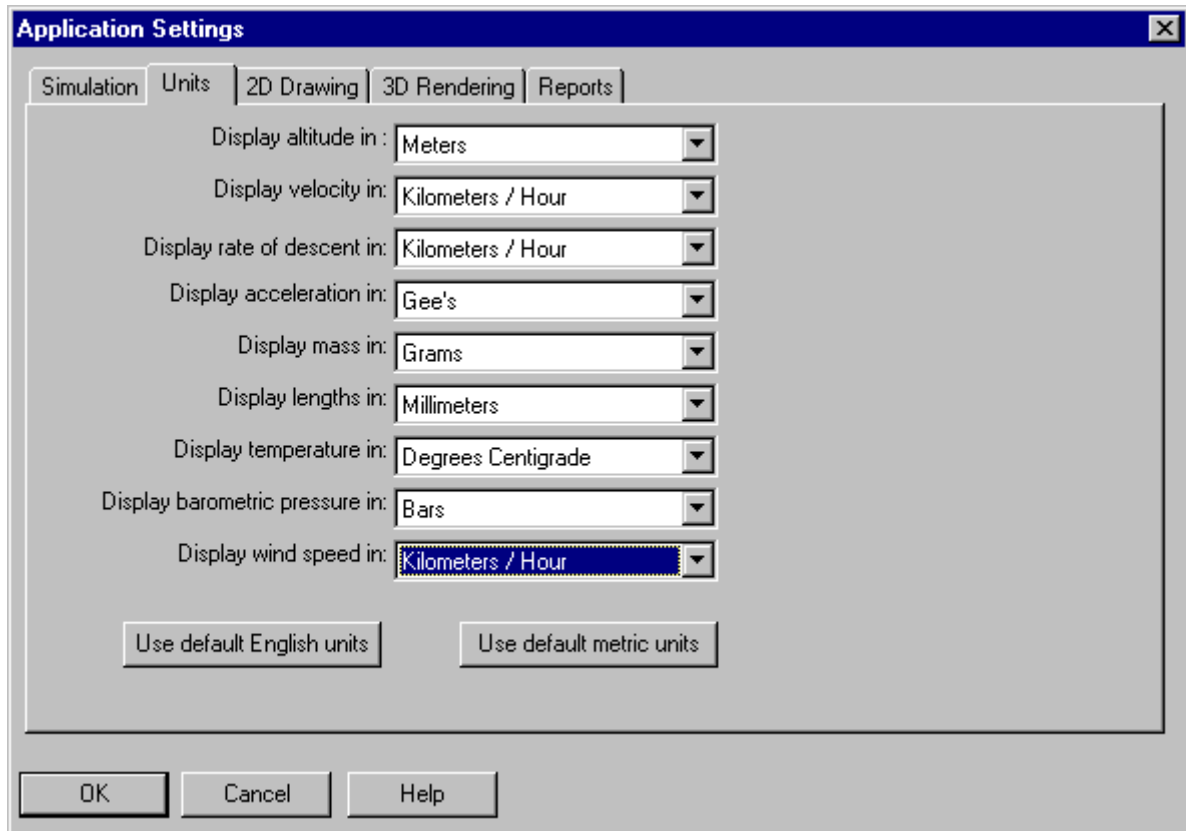 Application Settings
Simulation Units 2D Drawing 3D Rendering Reports
Display altitude in : Meters
Display velocity in: Kilometers / Hour
Display rate of descent in: Kilometers / Hour
Display acceleration in: Gee's
Display mass in: Grams
Display lengths in: Millimeters
Display temperature in: Degrees Centigrade
Display barometric pressure in: Bars
Display wind speed in: Kilometers / Hour
Use default English units Use default metric units
OK Cancel Help